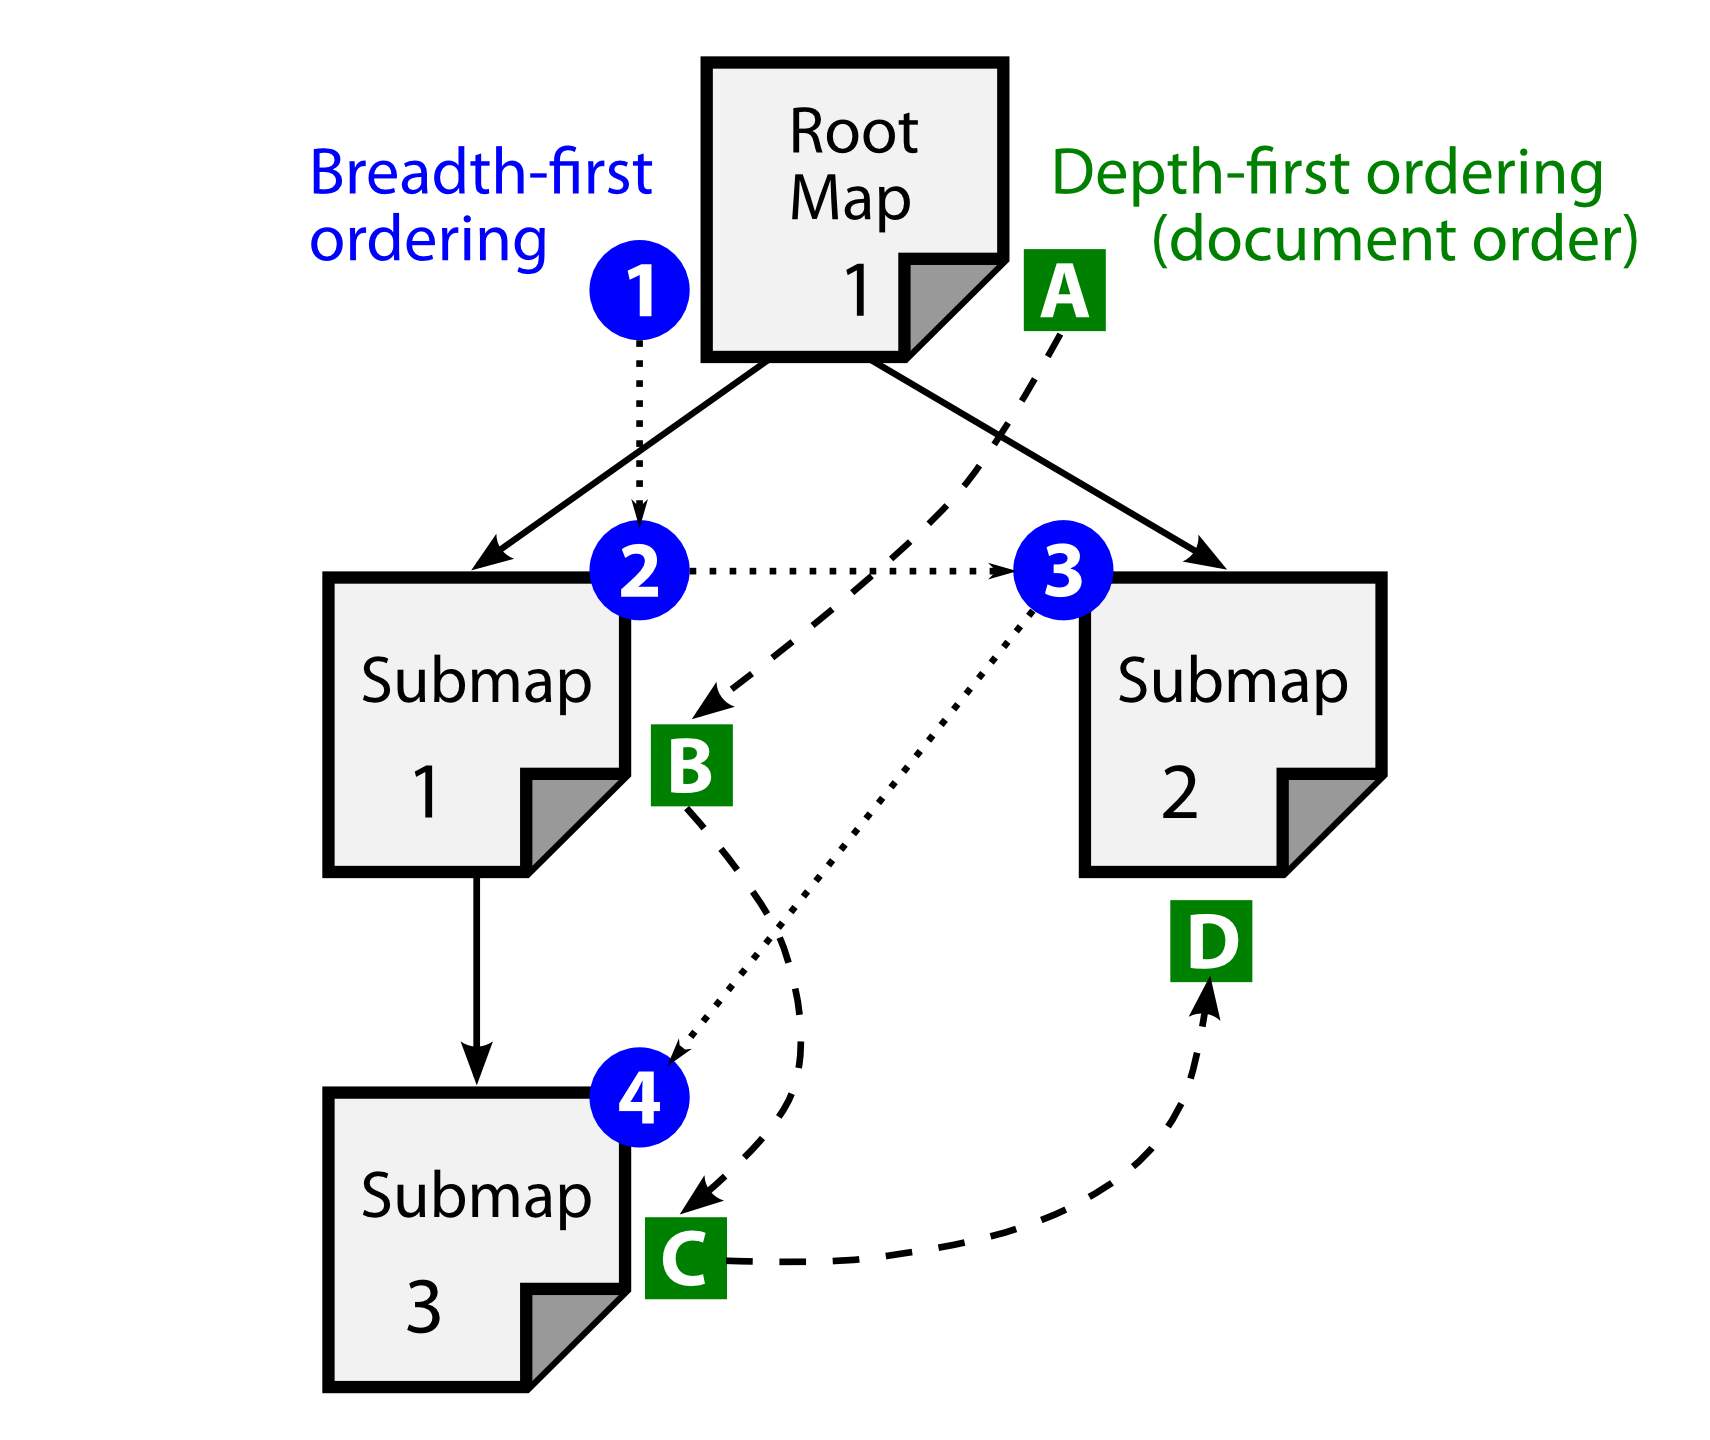 Root
Map
1
Breadth-first
ordering
Depth-first ordering
(document order)
1
A
2
3
Submap
1
B
Submap
2
D
4
Submap
3
C